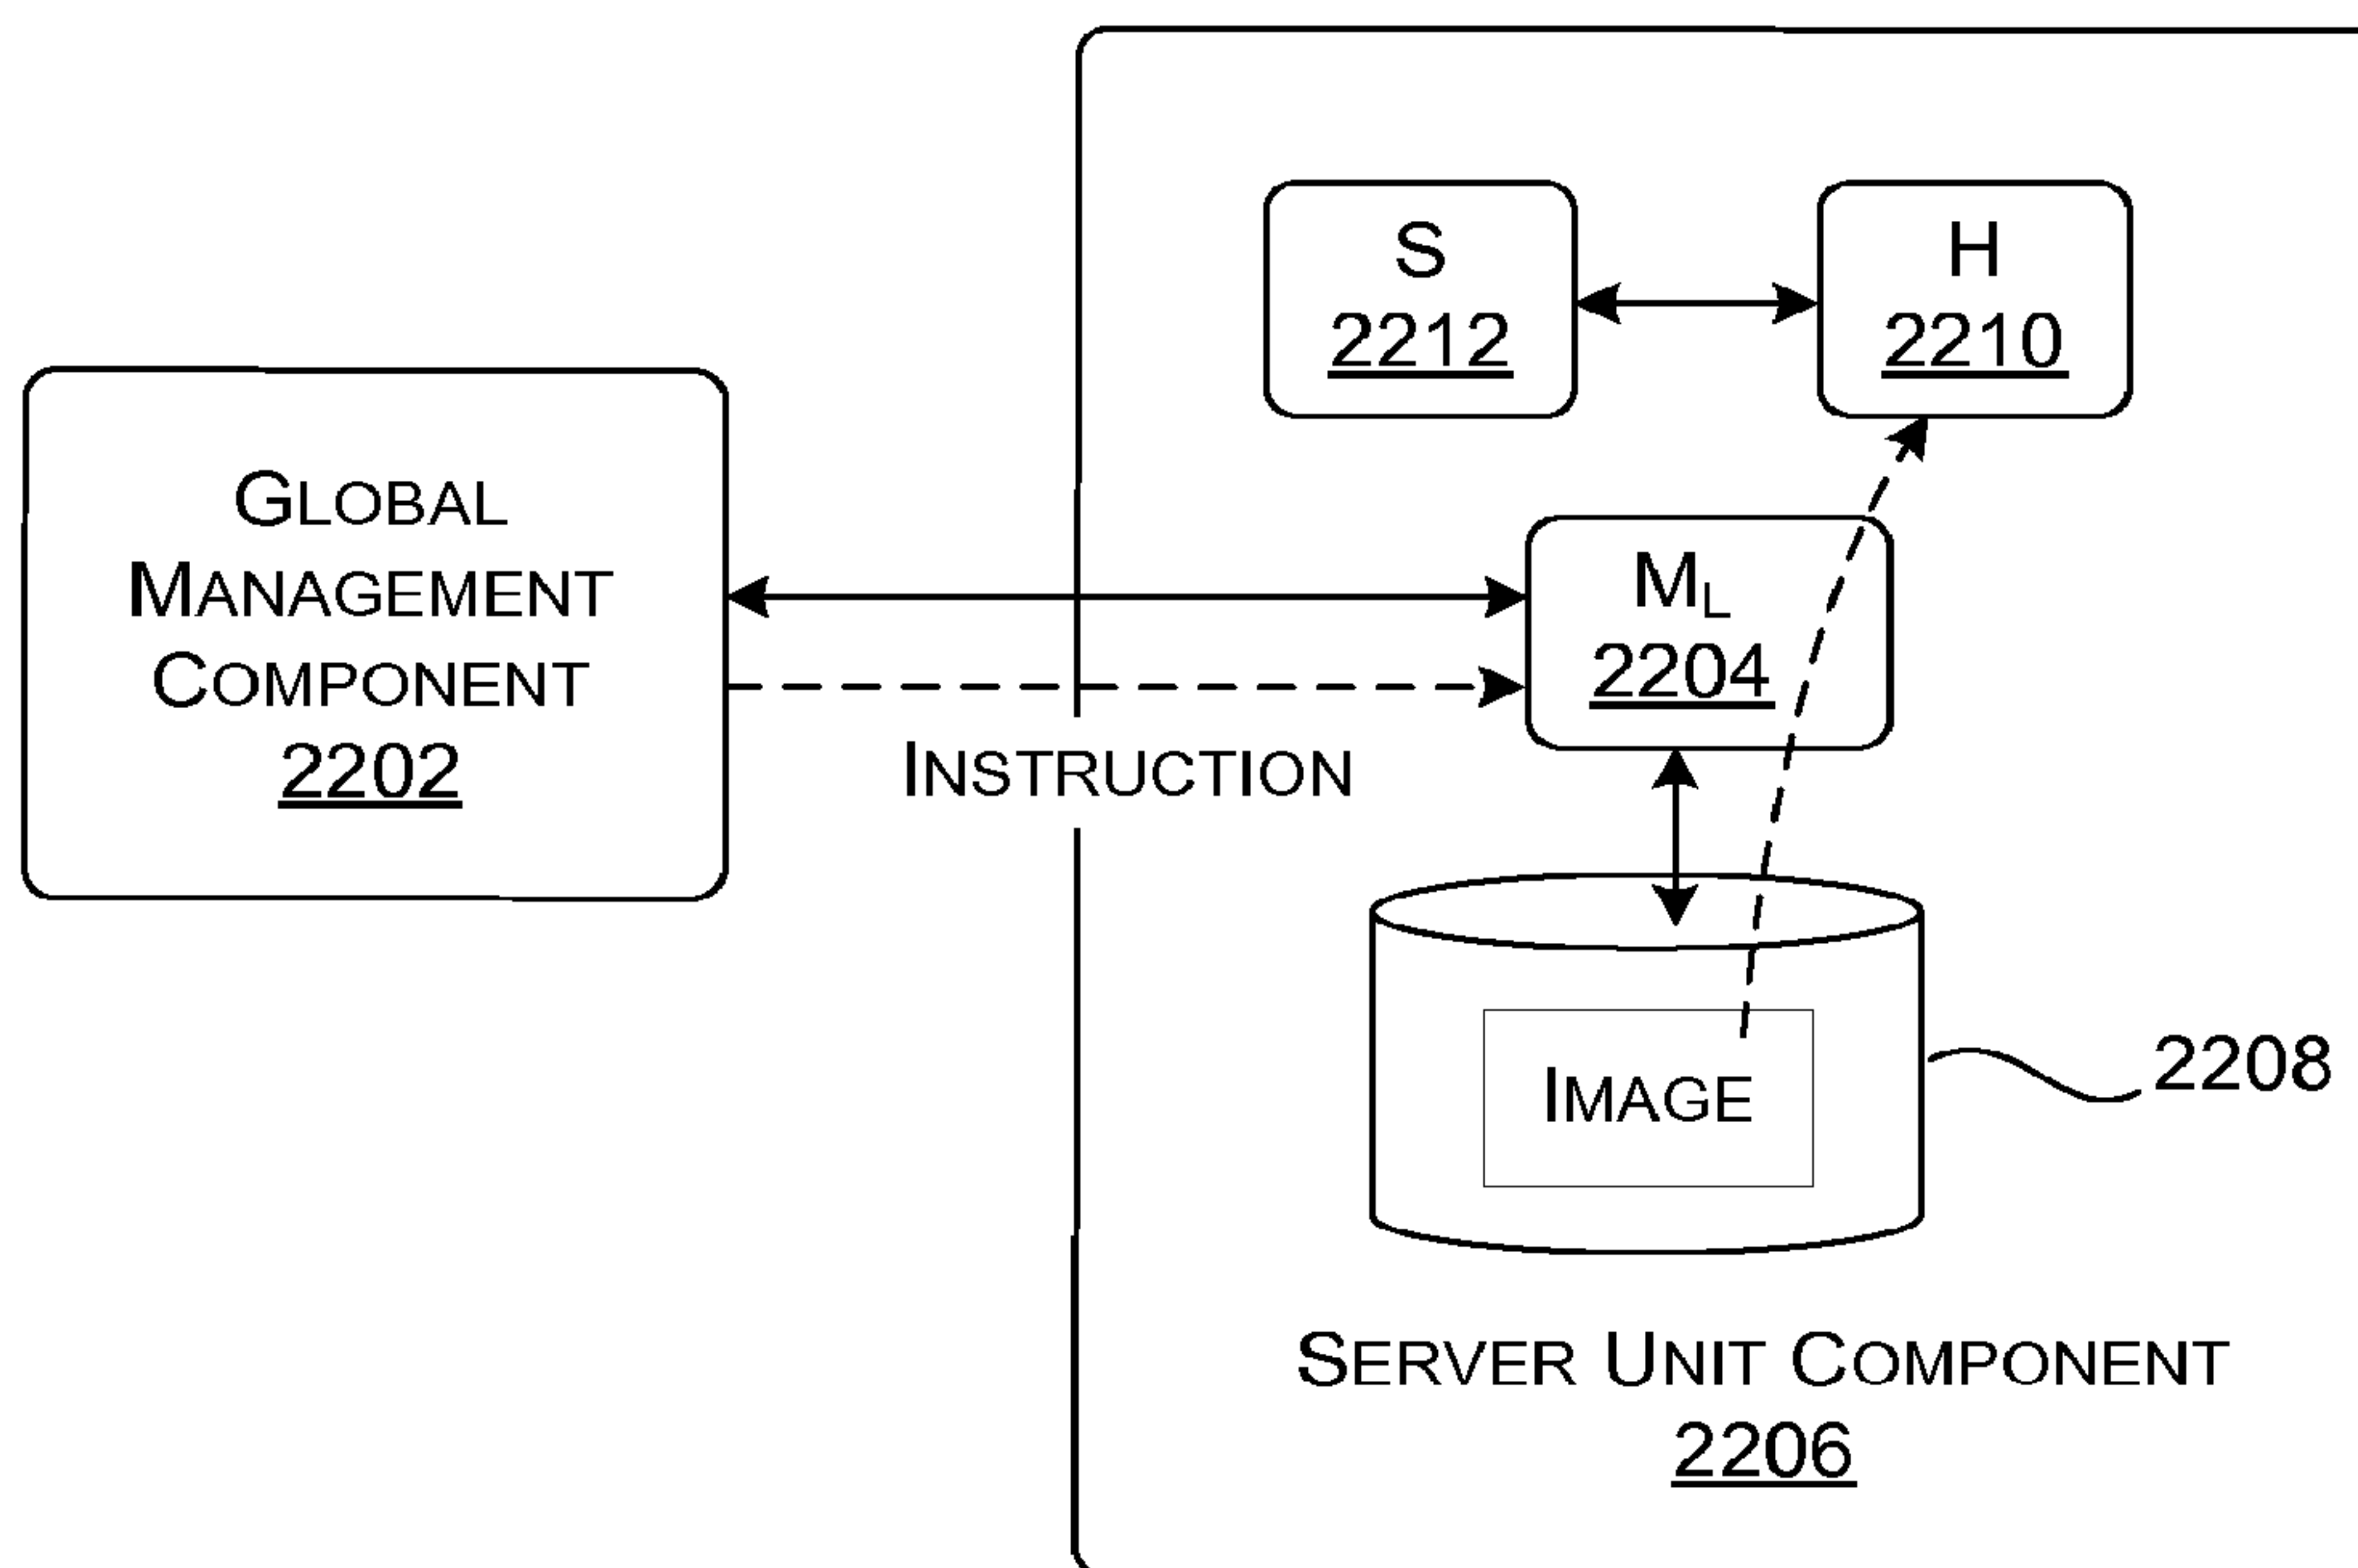 S
2212
H
2210
GLOBAL
MANAGEMENT
COMPONENT
2202
ML
2204
INSTRUCTION
IMAGE
2208
SERVER UNIT COMPONENT
2206